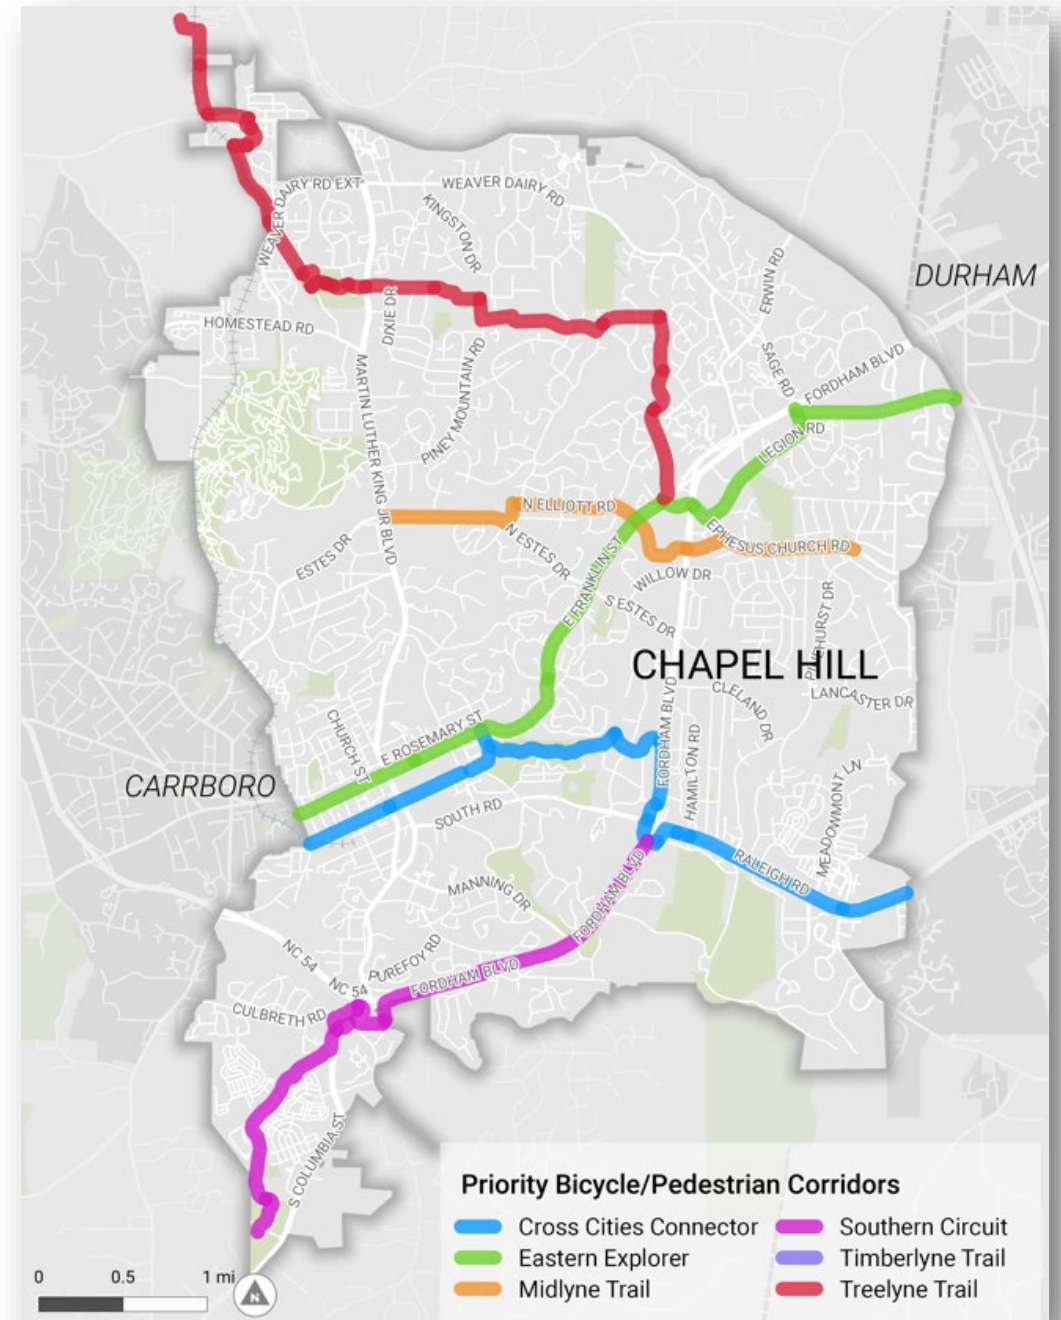 WEAVER DAIRY RD EXT
WEAVER DAIRY RD
KINGSTON DR
ERWIN RD
DURHAM
HOMESTEAD RD
DIXIE DR
PINEY MOUNTAIN RD
SAGE RD
FORDHAM BLVD
MARTIN LUTHER KING JR BLVD
LEGION RD
N ELLIOTT RD
EPHESUS CHURCH RD
ESTES DR
N ESTES DR
E FRANKLIN ST
WILLOW DR
S ESTES DR
PINEHURST DR
CHAPEL HILL
CLELAND DR
LANCASTER DR
CHURCH ST
E ROSEMARY ST
FORDHAM BLVD
HAMILTON RD
CARRBORO
SOUTH RD
MEADOWMONT LN
RALEIGH RD
MANNING DR
FORDHAM BLVD
NC 54
NC 54
PUREFOY RD
FORDHAM BLVD
CULBRETH RD
S COLUMBIA ST
Priority Bicycle/Pedestrian Corridors
Cross Cities Connector
Eastern Explorer
Midlyne Trail
Southern Circuit
Timberlyne Trail
Treelyne Trail
0 0.5 1 mi
N